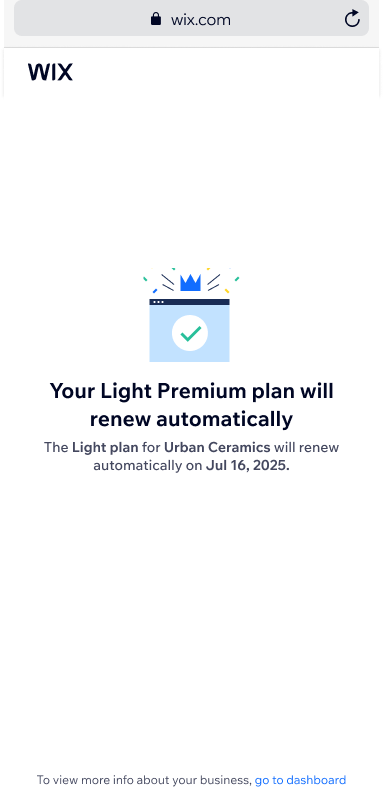 wix.com
WIX
Your Light Premium plan will
renew automatically
The Light plan for Urban Ceramics will renew
automatically on Jul 16, 2025.
To view more info about your business, go to dashboard